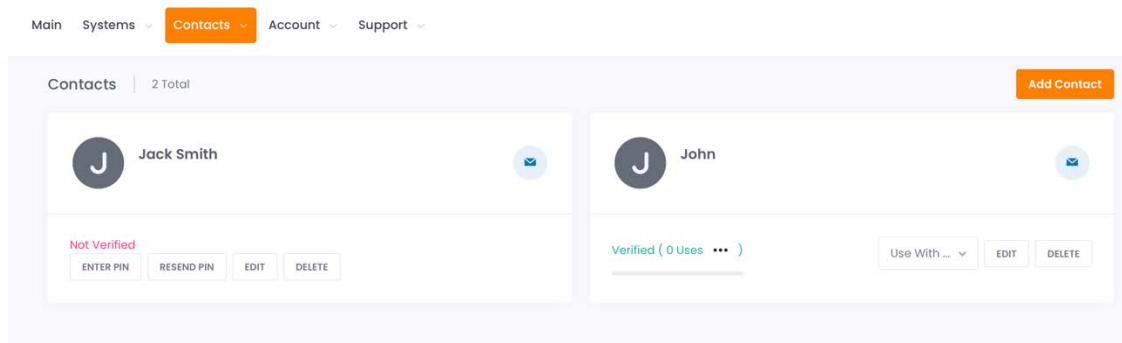 Main Systems Contacts Account Support
Contacts 2 Total Add Contact
J Jack Smith
Not Verified
ENTER PIN RESEND PIN EDIT DELETE
J John
Verified ( 0 Uses ••• ) Use With ... EDIT DELETE